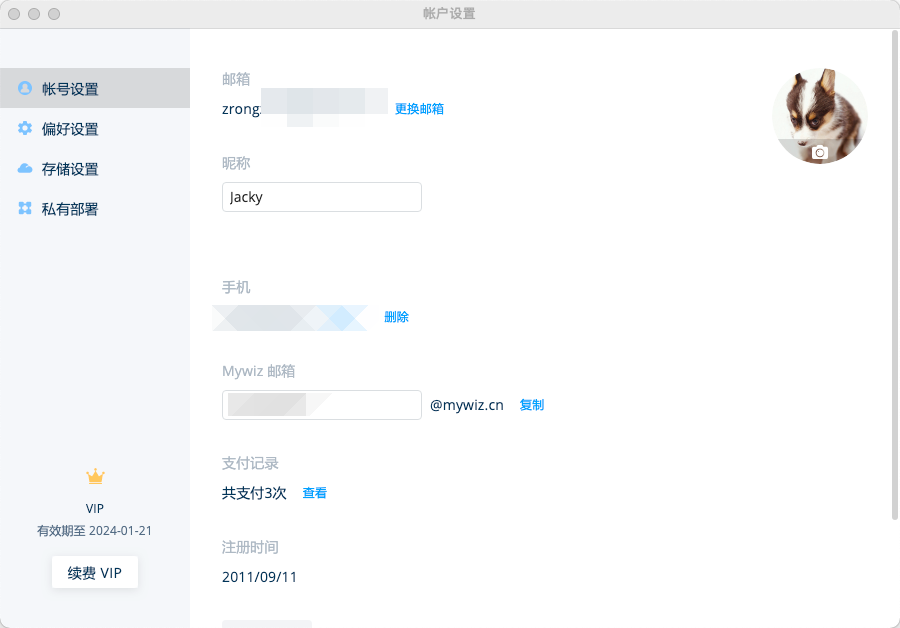 帐户设置
帐号设置
偏好设置
存储设置
私有部署
VIP
有效期至 2024-01-21
续费 VIP
邮箱
zrong
更换邮箱
昵称
Jacky
手机
删除
Mywiz 邮箱
@mywiz.cn 复制
支付记录
共支付3次 查看
注册时间
2011/09/11